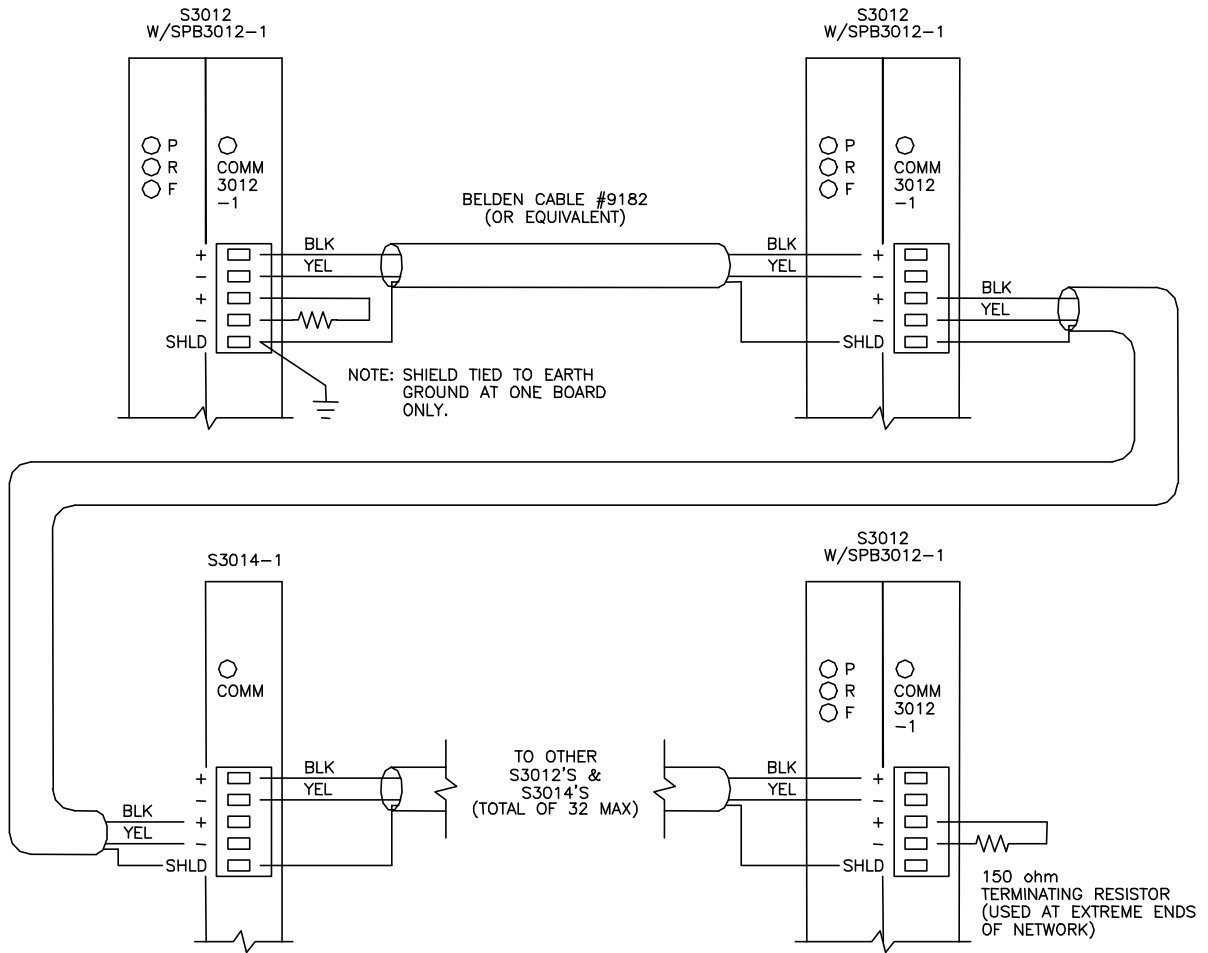 S3012
W/SPB3012-1
S3012
W/SPB3012-1
P
R
F
COMM
3012
-1
P
R
F
COMM
3012
-1
BELDEN CABLE #9182
(OR EQUIVALENT)
+
-
+
-
SHLD
BLK
YEL
BLK
YEL
+
-
+
-
SHLD
BLK
YEL
NOTE: SHIELD TIED TO EARTH
GROUND AT ONE BOARD
ONLY.
S3014-1
S3012
W/SPB3012-1
COMM
P
R
F
COMM
3012
-1
BLK
YEL
+
-
+
-
SHLD
BLK
YEL
TO OTHER
S3012'S &
S3014'S
(TOTAL OF 32 MAX)
BLK
YEL
+
-
+
-
SHLD
150 ohm
TERMINATING RESISTOR
(USED AT EXTREME ENDS
OF NETWORK)